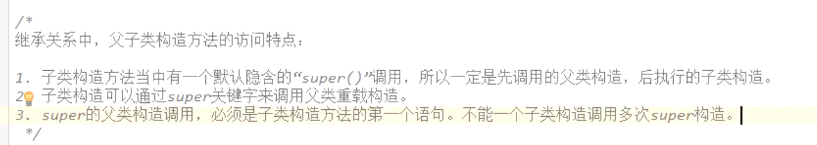 /*
继承关系中，父子类构造方法的访问特点：
1. 子类构造方法当中有一个默认隐含的“super()”调用，所以一定是先调用的父类构造，后执行的子类构造。
2. 子类构造可以通过super关键字来调用父类重载构造。
3. super的父类构造调用，必须是子类构造方法的第一个语句。不能一个子类构造调用多次super构造。
*/